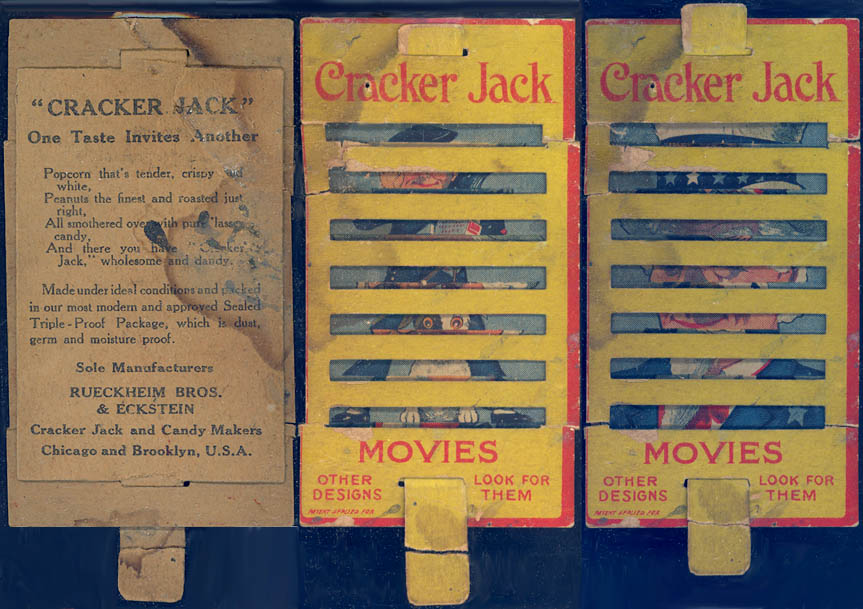 "CRACKER JACK"
One Taste Invites Another
Popcorn that's tender, crispy and
white,
Peanuts the finest and roasted just
right,
All smothered over with pure 'lasses
candy,
And there you have "Cracker
Jack," wholesome and dandy.
Made under ideal conditions and packed
in our most modern and approved Sealed
Triple-Proof Package, which is dust,
germ and moisture proof.
Sole Manufacturers
RUECKHEIM BROS.
& ECKSTEIN
Cracker Jack and Candy Makers
Chicago and Brooklyn, U.S.A.
Cracker Jack
MOVIES
OTHER
DESIGNS
LOOK FOR
THEM
PATENT APPLIED FOR
Cracker Jack
MOVIES
OTHER
DESIGNS
LOOK FOR
THEM
PATENT APPLIED FOR